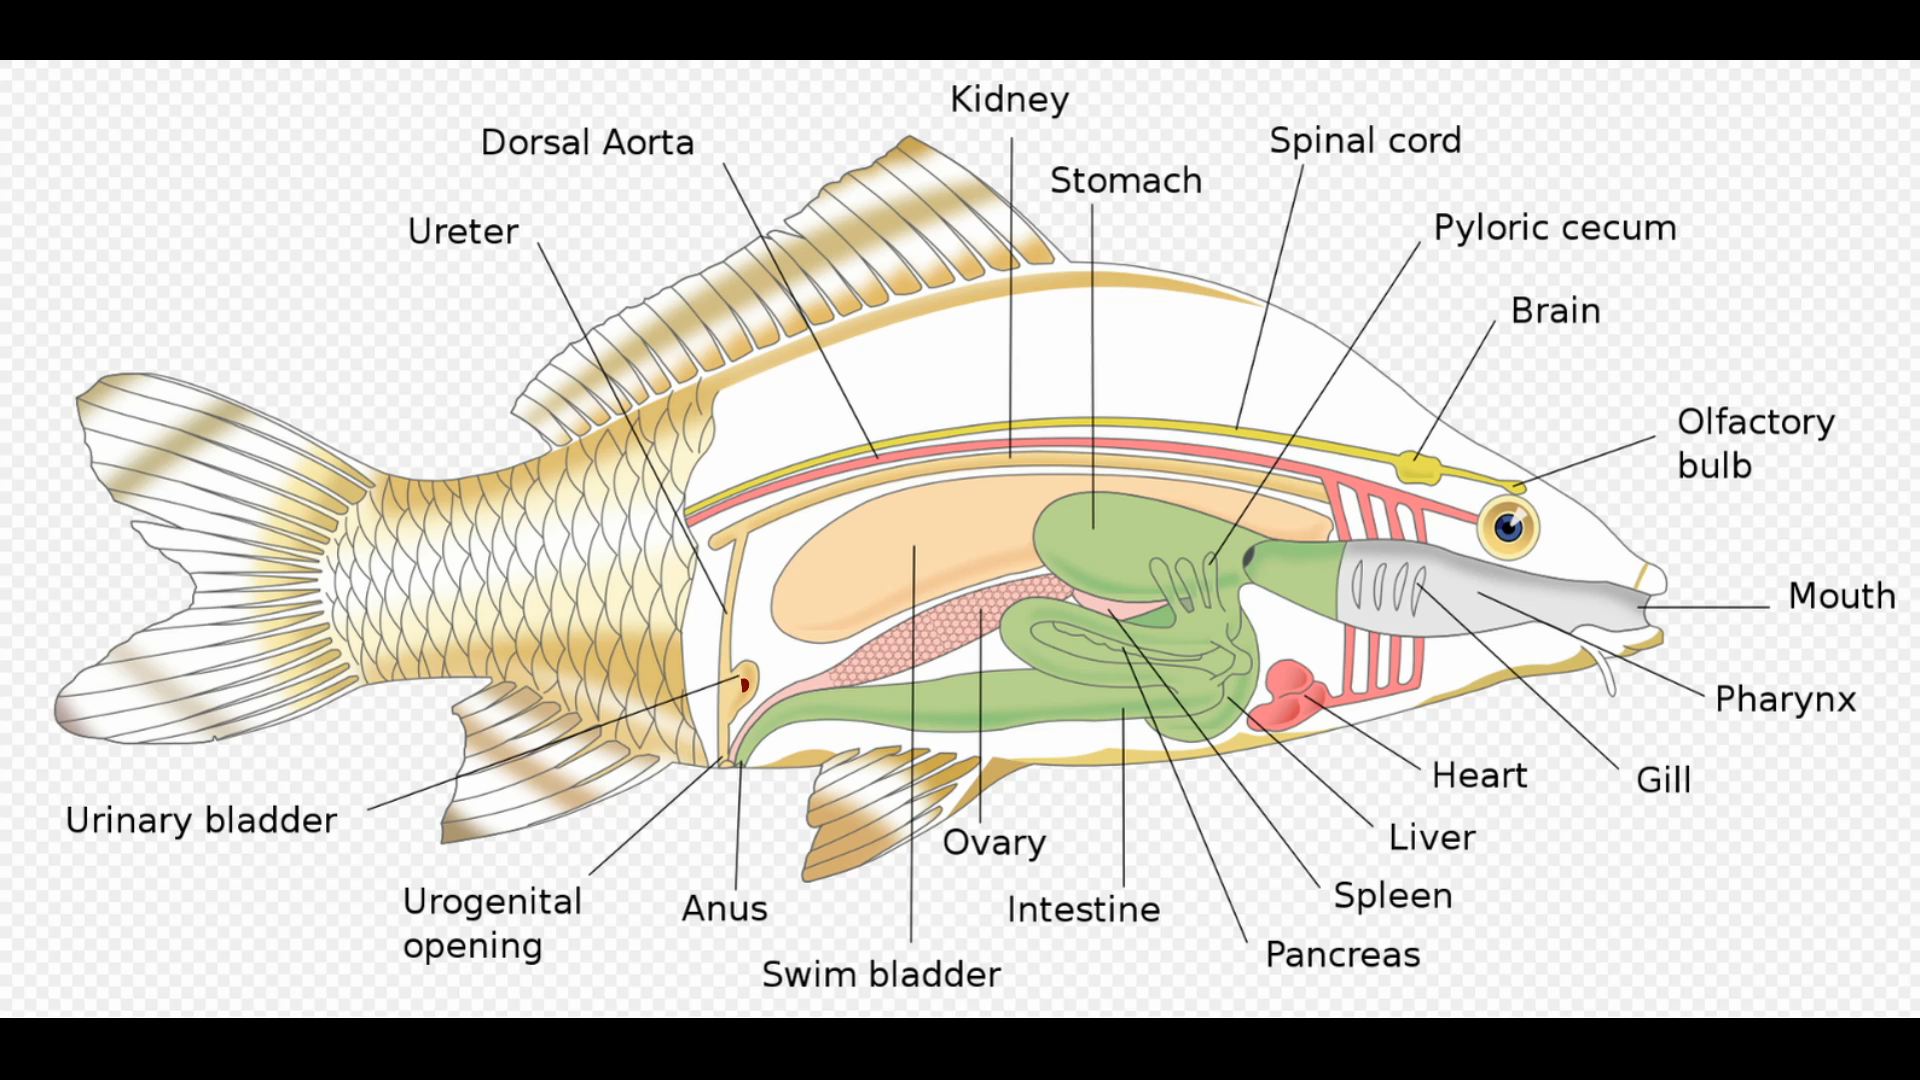 Kidney
Dorsal Aorta
Spinal cord
Stomach
Ureter
Pyloric cecum
Brain
Olfactory
bulb
Mouth
Pharynx
Heart
Gill
Urinary bladder
Liver
Ovary
Urogenital
opening
Anus
Intestine
Spleen
Pancreas
Swim bladder